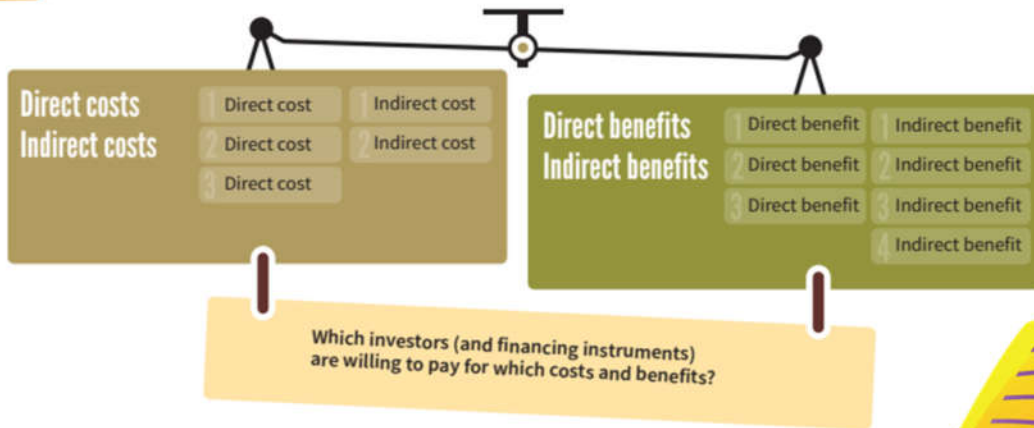 Direct costs
Indirect costs
1 Direct cost
2 Direct cost
3 Direct cost
1 Indirect cost
2 Indirect cost
Direct benefits
Indirect benefits
1 Direct benefit
2 Direct benefit
3 Direct benefit
1 Indirect benefit
2 Indirect benefit
3 Indirect benefit
4 Indirect benefit
Which investors (and financing instruments)
are willing to pay for which costs and benefits?